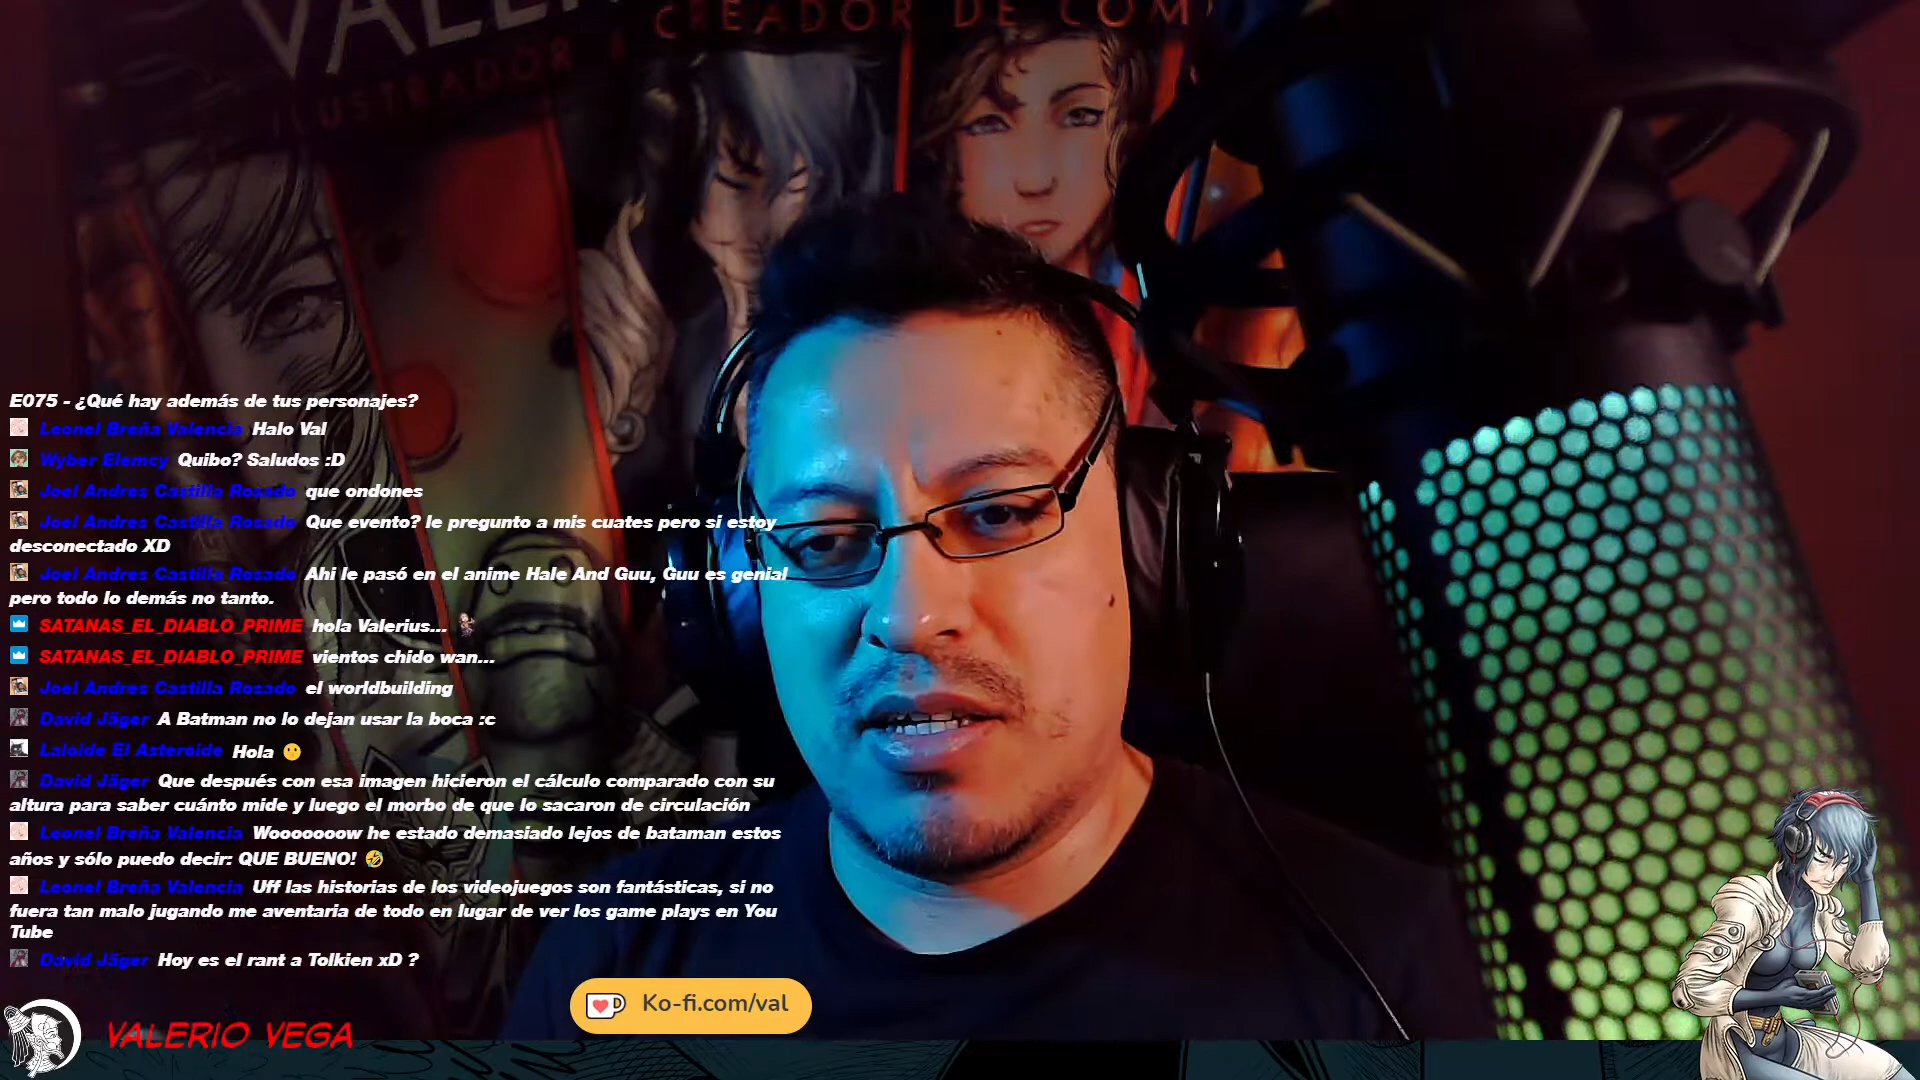 CREADOR DE COM
ILUSTRADOR
E075 - ¿Qué hay además de tus personajes?
Leonel Breña Valencia Halo Val
Wyber Elemcy Quibo? Saludos :D
Joel Andres Castilla Rosado que ondones
Joel Andres Castilla Rosado Que evento? le pregunto a mis cuates pero si estoy
desconectado XD
Joel Andres Castilla Rosado Ahi le pasó en el anime Hale And Guu, Guu es genial
pero todo lo demás no tanto.
SATANAS_EL_DIABLO_PRIME hola Valerius...
SATANAS_EL_DIABLO_PRIME vientos chido wan...
Joel Andres Castilla Rosado el worldbuilding
David Jäger A Batman no lo dejan usar la boca :c
Laloide El Asteroide Hola 😶
David Jäger Que después con esa imagen hicieron el cálculo comparado con su
altura para saber cuánto mide y luego el morbo de que lo sacaron de circulación
Leonel Breña Valencia Wooooooow he estado demasiado lejos de bataman estos
años y sólo puedo decir: QUE BUENO! 🤣
Leonel Breña Valencia Uff las historias de los videojuegos son fantásticas, si no
fuera tan malo jugando me aventaria de todo en lugar de ver los game plays en You
Tube
David Jäger Hoy es el rant a Tolkien xD ?
Ko-fi.com/val
VALERIO VEGA